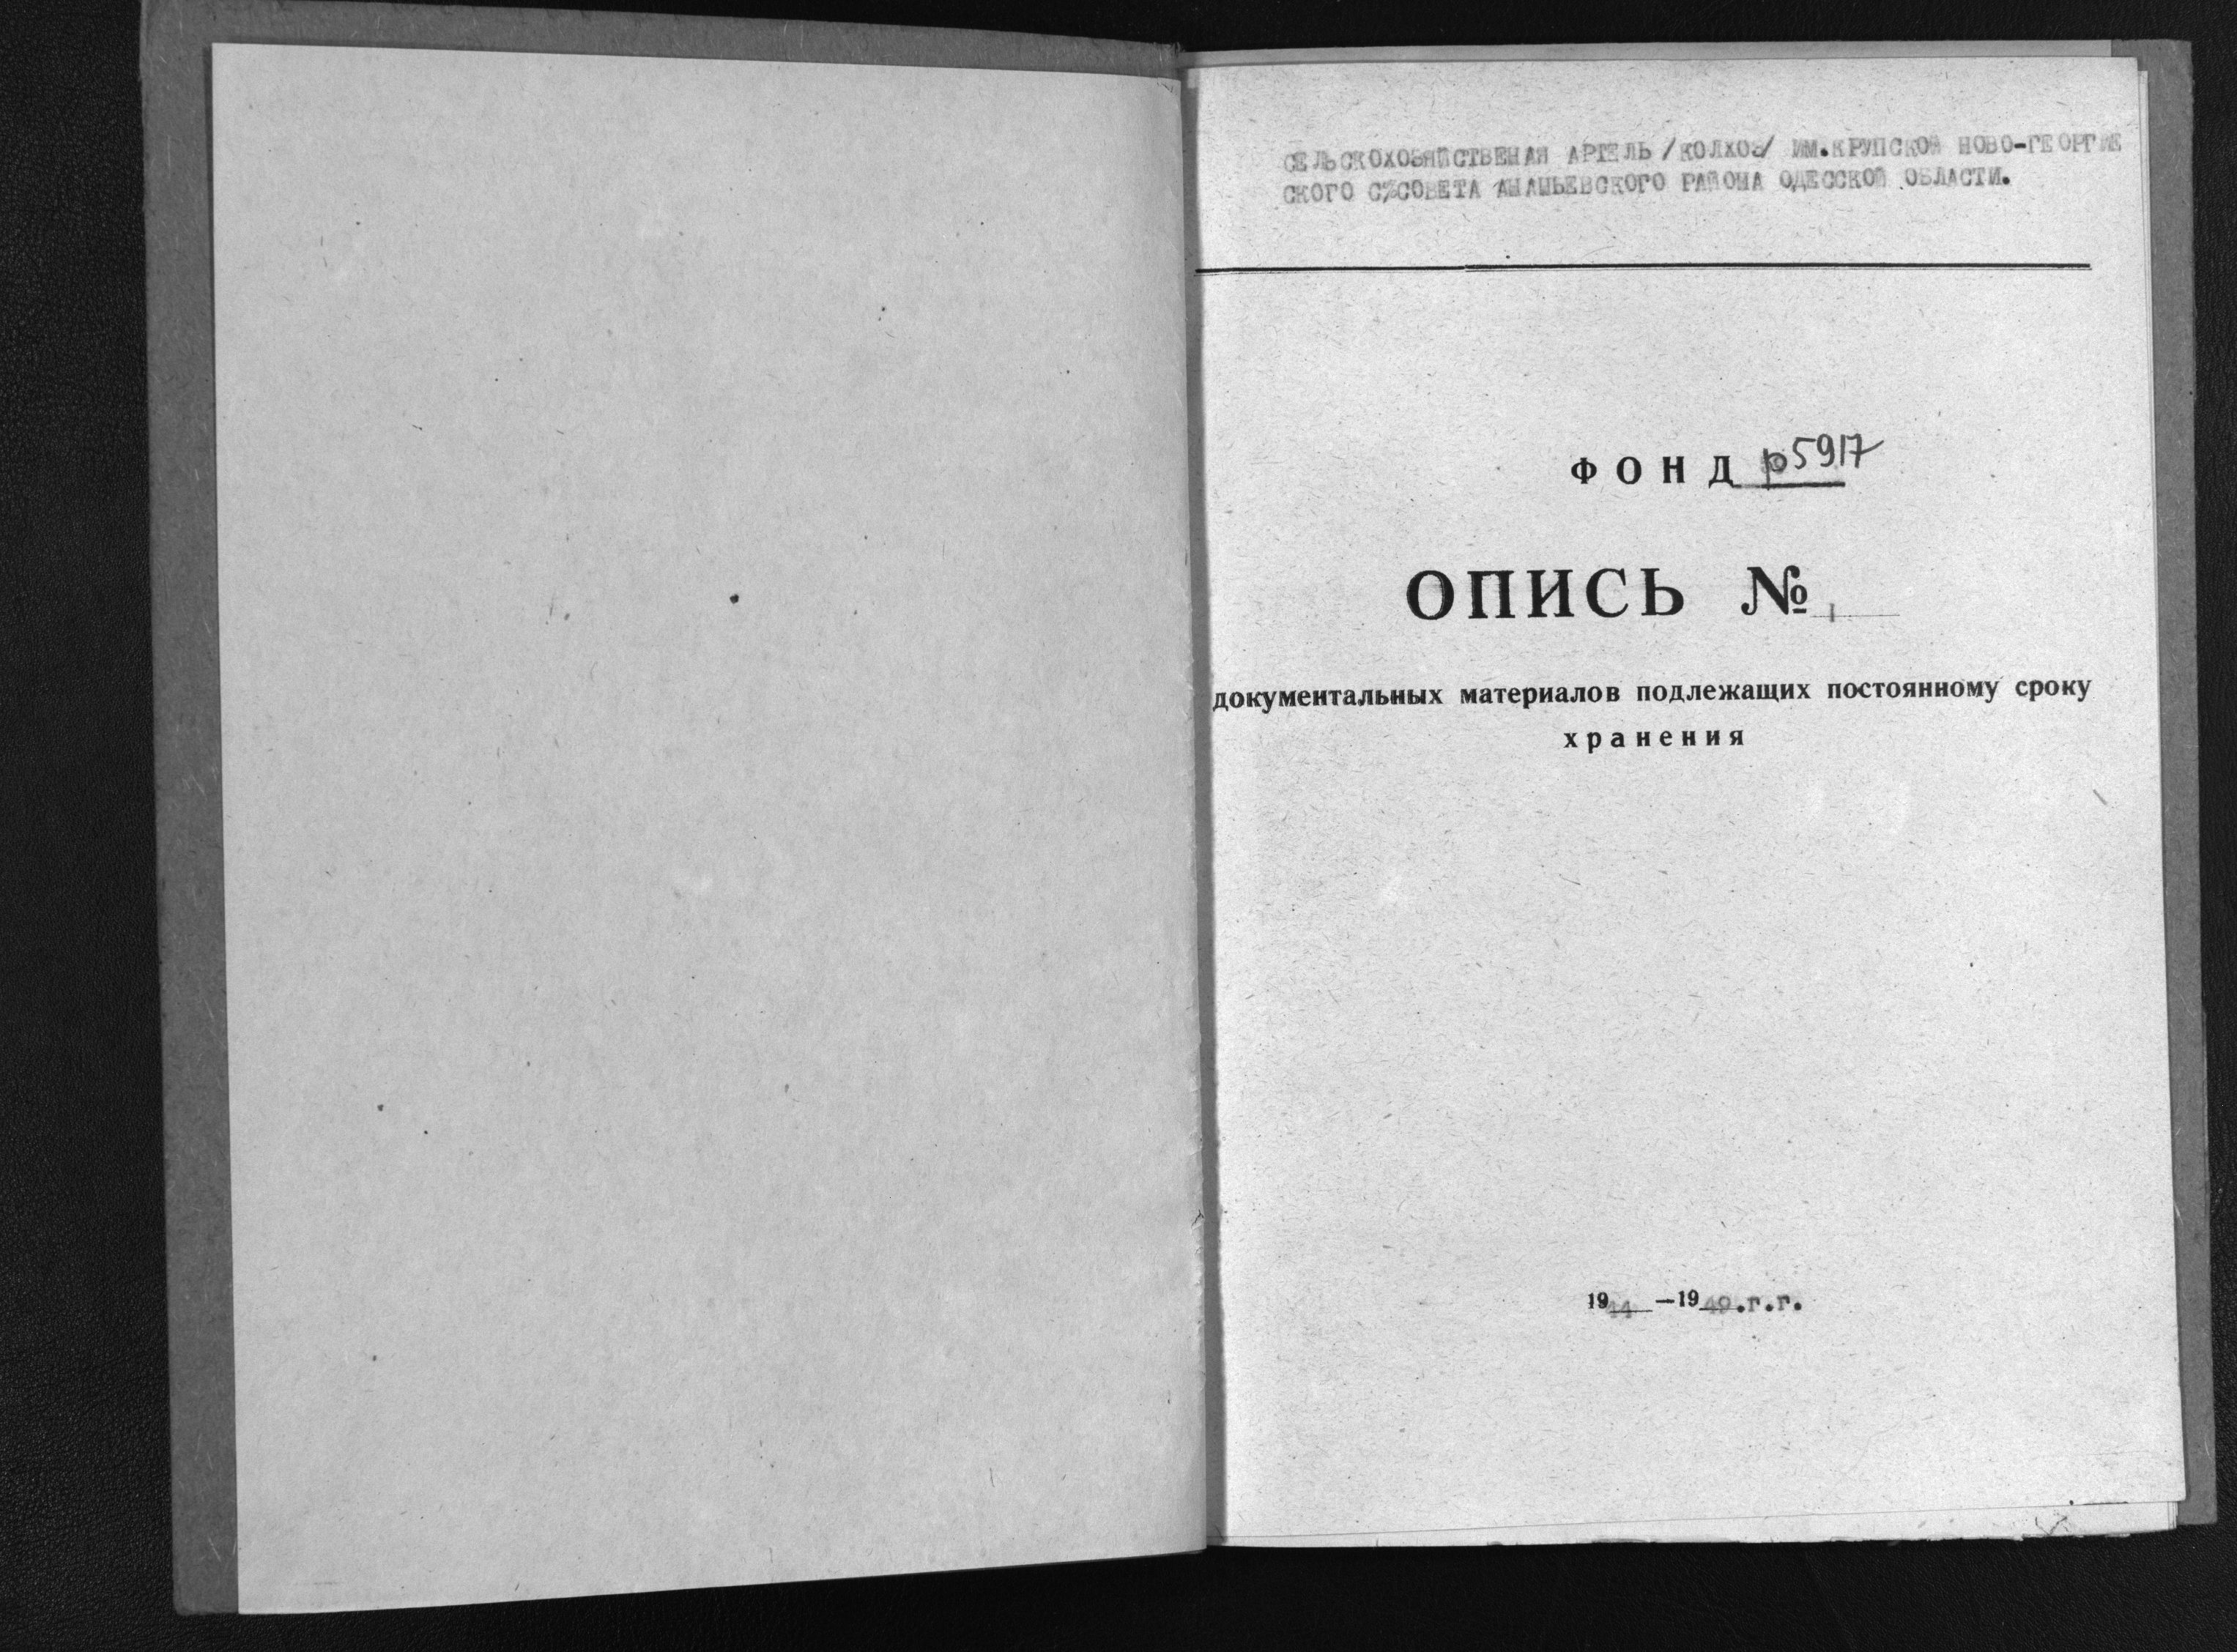 СЕЛЬСКОХОЗЯЙСТВЕНАЯ АРТЕЛЬ /КОЛХОЗ/ ИМ.КРУПСКОЙ НОВО-ГЕОРГИЕ
СКОГО С/СОВЕТА АНАНЬЕВСКОГО РАЙОНА ОДЕССКОЙ ОБЛАСТИ.
ФОНД р5917
ОПИСЬ № 1
документальных материалов подлежащих постоянному сроку
хранения
1944 — 1949.г.г.